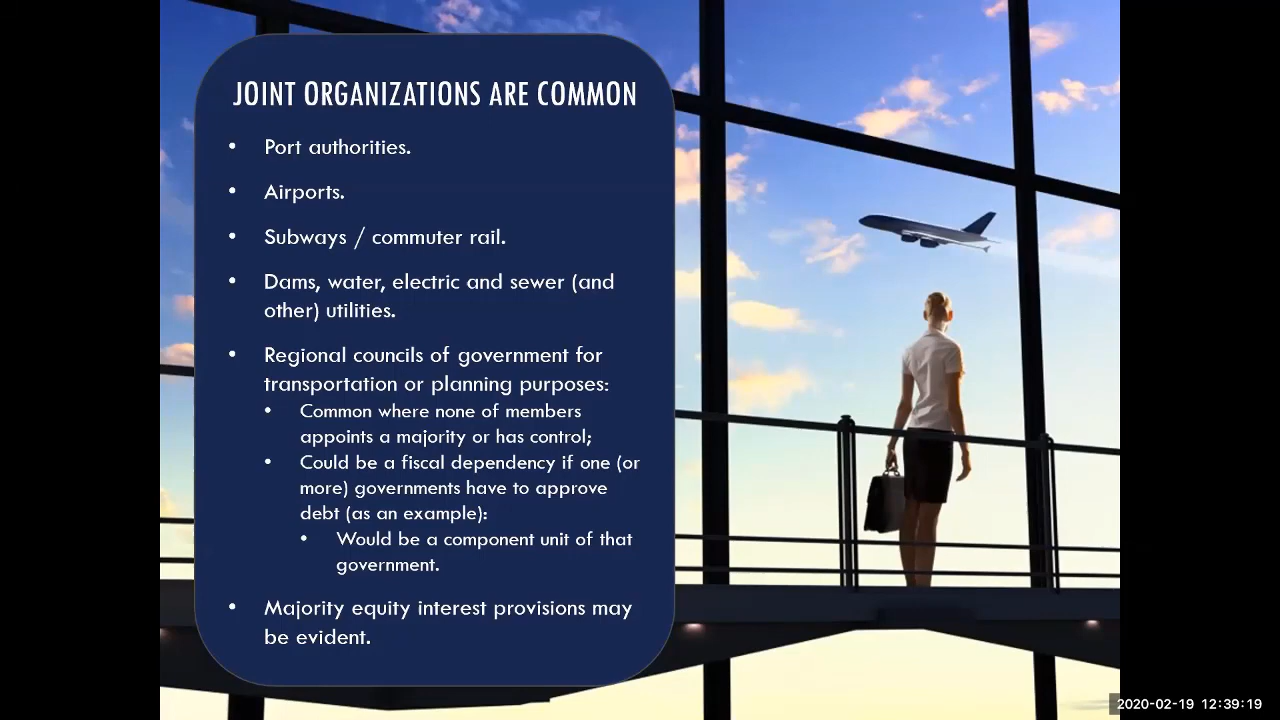 JOINT ORGANIZATIONS ARE COMMON
• Port authorities.
• Airports.
• Subways / commuter rail.
• Dams, water, electric and sewer (and
other) utilities.
• Regional councils of government for
transportation or planning purposes:
• Common where none of members
appoints a majority or has control;
• Could be a fiscal dependency if one (or
more) governments have to approve
debt (as an example):
• Would be a component unit of that
government.
• Majority equity interest provisions may
be evident.
2020-02-19 12:39:19